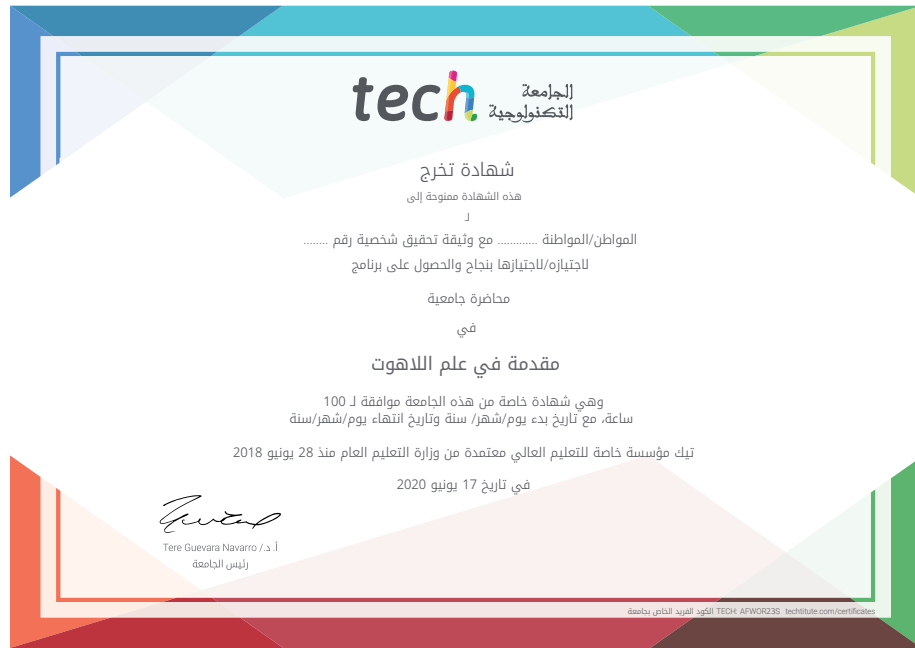 tech الجامعة
التكنولوجية
شهادة تخرج
هذه الشهادة ممنوحة إلى
لـ
المواطن/المواطنة ............ مع وثيقة تحقيق شخصية رقم ........
لاجتيازه/لاجتيازها بنجاح والحصول على برنامج
محاضرة جامعية
في
مقدمة في علم اللاهوت
وهي شهادة خاصة من هذه الجامعة موافقة لـ 100
ساعة، مع تاريخ بدء يوم/شهر/ سنة وتاريخ انتهاء يوم/شهر/سنة
تيك مؤسسة خاصة للتعليم العالي معتمدة من وزارة التعليم العام منذ 28 يونيو 2018
في تاريخ 17 يونيو 2020
أ.د./ Tere Guevara Navarro
رئيس الجامعة
الكود الفريد الخاص بجامعة TECH: AFWOR23S techtitute.com/certificates